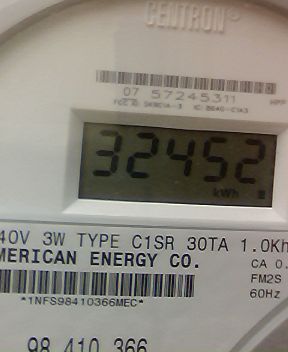 CENTRON®
07 57245311
32452
kWh
40V 3W TYPE C1SR 30TA 1.0Kh
MERICAN ENERGY CO.
CA 0.
FM2S
60Hz
*1NFS98410366MEC*
98 410 366